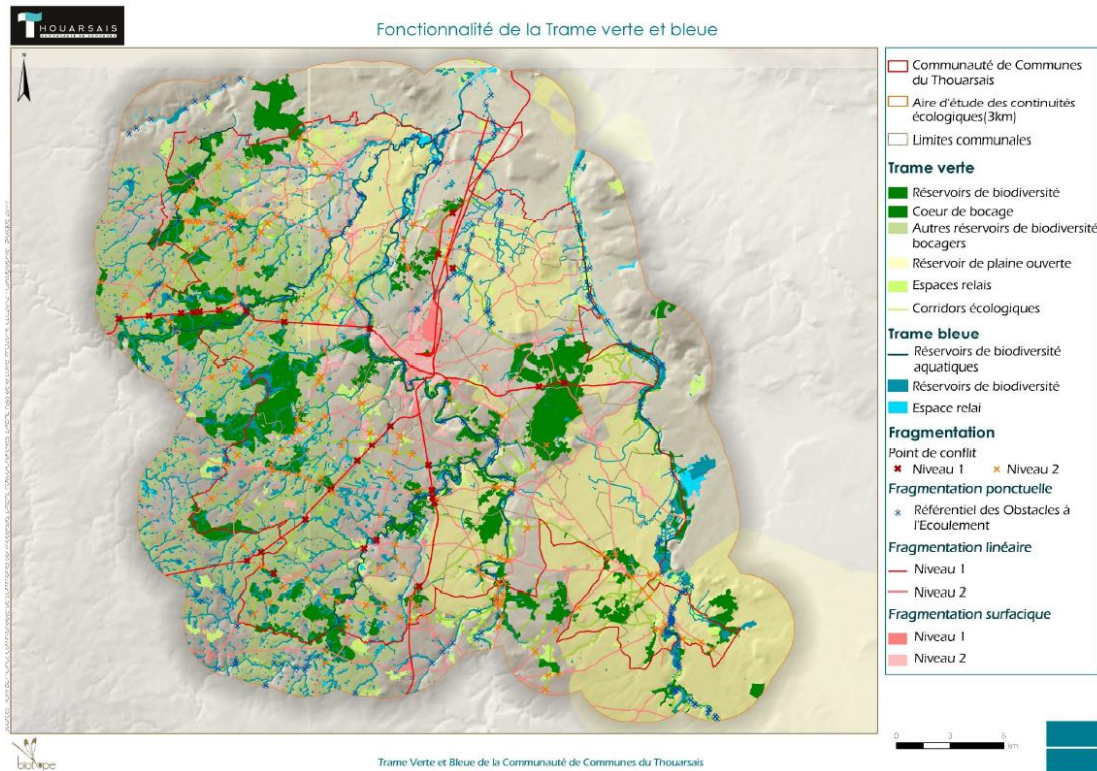 THOUARSAIS
Fonctionnalité de la Trame verte et bleue
Communauté de Communes
du Thouarsais
Aire d'étude des continuités
écologiques(3km)
Limites communales
Trame verte
Réservoirs de biodiversité
Coeur de bocage
Autres réservoirs de biodiversité
bocagers
Réservoir de plaine ouverte
Espaces relais
Corridors écologiques
Trame bleue
Réservoirs de biodiversité
aquatiques
Réservoirs de biodiversité
Espace relai
Fragmentation
Point de conflit
Niveau 1 Niveau 2
Fragmentation ponctuelle
Référentiel des Obstacles à
l'Ecoulement
Fragmentation linéaire
Niveau 1
Niveau 2
Fragmentation surfacique
Niveau 1
Niveau 2
0 3 6
km
biotope
Trame Verte et Bleue de la Communauté de Communes du Thouarsais